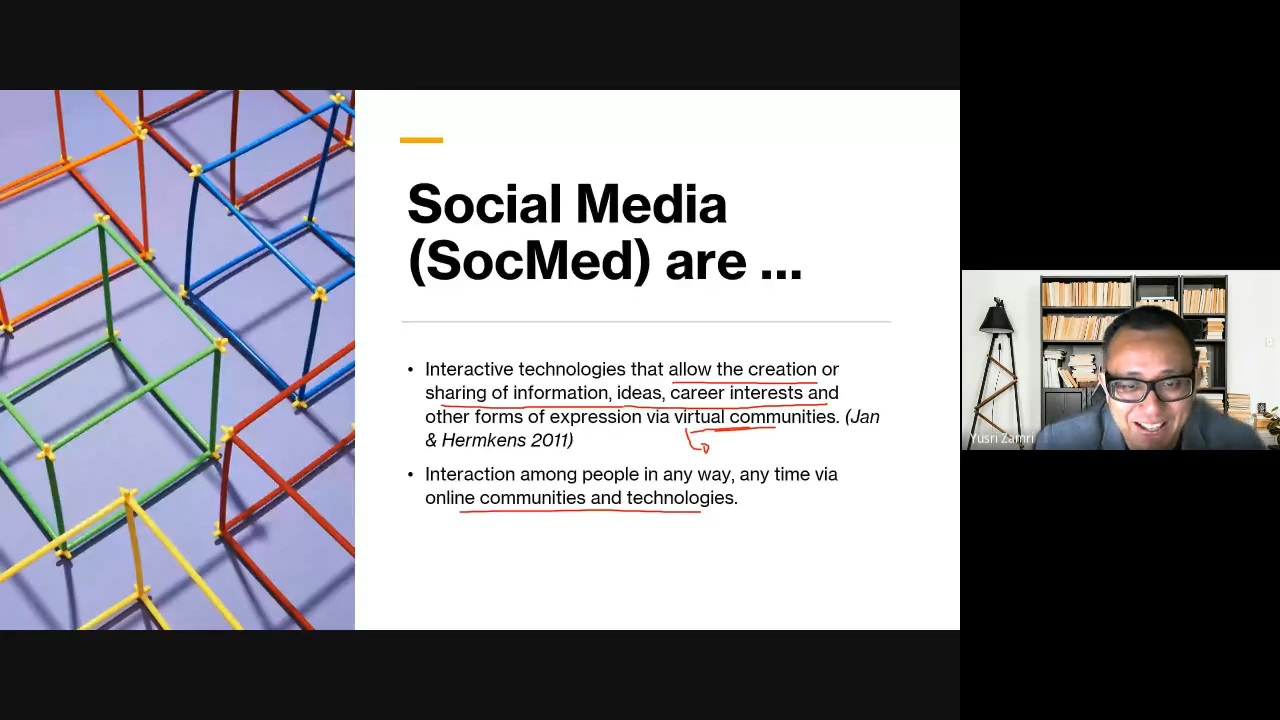 Social Media
(SocMed) are ...
• Interactive technologies that allow the creation or
sharing of information, ideas, career interests and
other forms of expression via virtual communities. (Jan
& Hermkens 2011)
• Interaction among people in any way, any time via
online communities and technologies.
Yusri Zamri